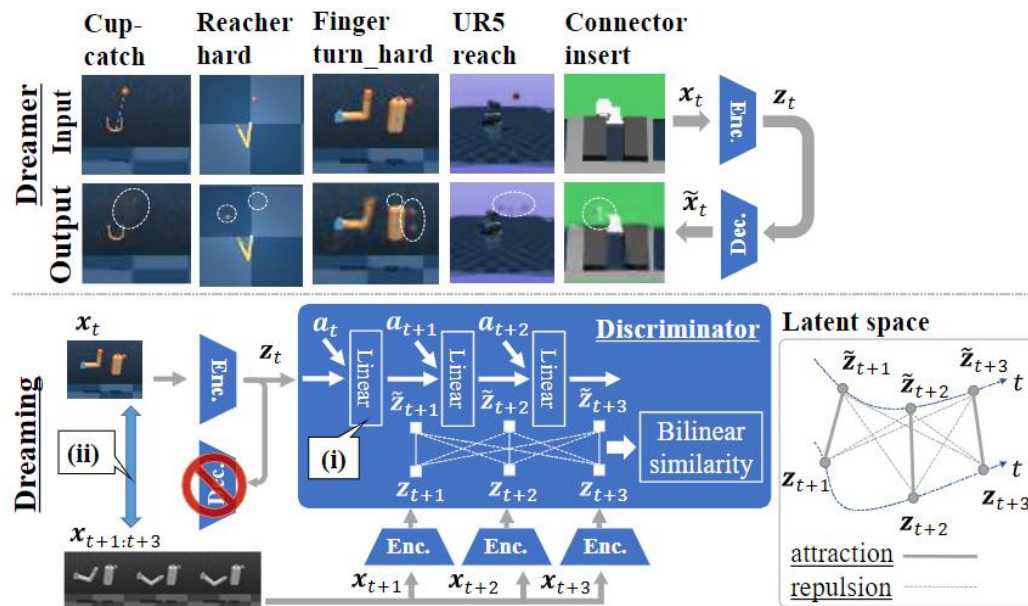 Cup-
catch
Reacher
hard
Finger
turn_hard
UR5
reach
Connector
insert
Dreamer
Input
Output
x_t
Enc.
z_t
x̃_t
Dec.
Dreaming
x_t
(ii)
x_{t+1:t+3}
Enc.
Dec.
z_t
a_t
a_{t+1}
a_{t+2}
Discriminator
Linear
Linear
Linear
z̃_{t+1}
z̃_{t+2}
z̃_{t+3}
(i)
Bilinear
similarity
z_{t+1}
z_{t+2}
z_{t+3}
Enc.
Enc.
Enc.
x_{t+1}
x_{t+2}
x_{t+3}
Latent space
z̃_{t+1}
z̃_{t+2}
z̃_{t+3}
t
z_{t+1}
z_{t+2}
z_{t+3}
t
attraction
repulsion